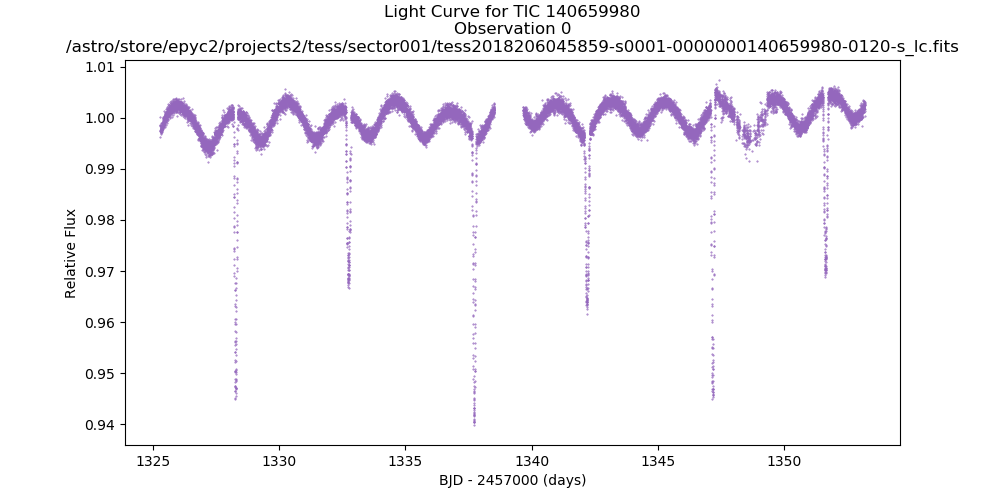 Light Curve for TIC 140659980
Observation 0
/astro/store/epyc2/projects2/tess/sector001/tess2018206045859-s0001-0000000140659980-0120-s_lc.fits
1.01
1.00
0.99
0.98
0.97
0.96
0.95
0.94
Relative Flux
1325
1330
1335
1340
1345
1350
BJD - 2457000 (days)